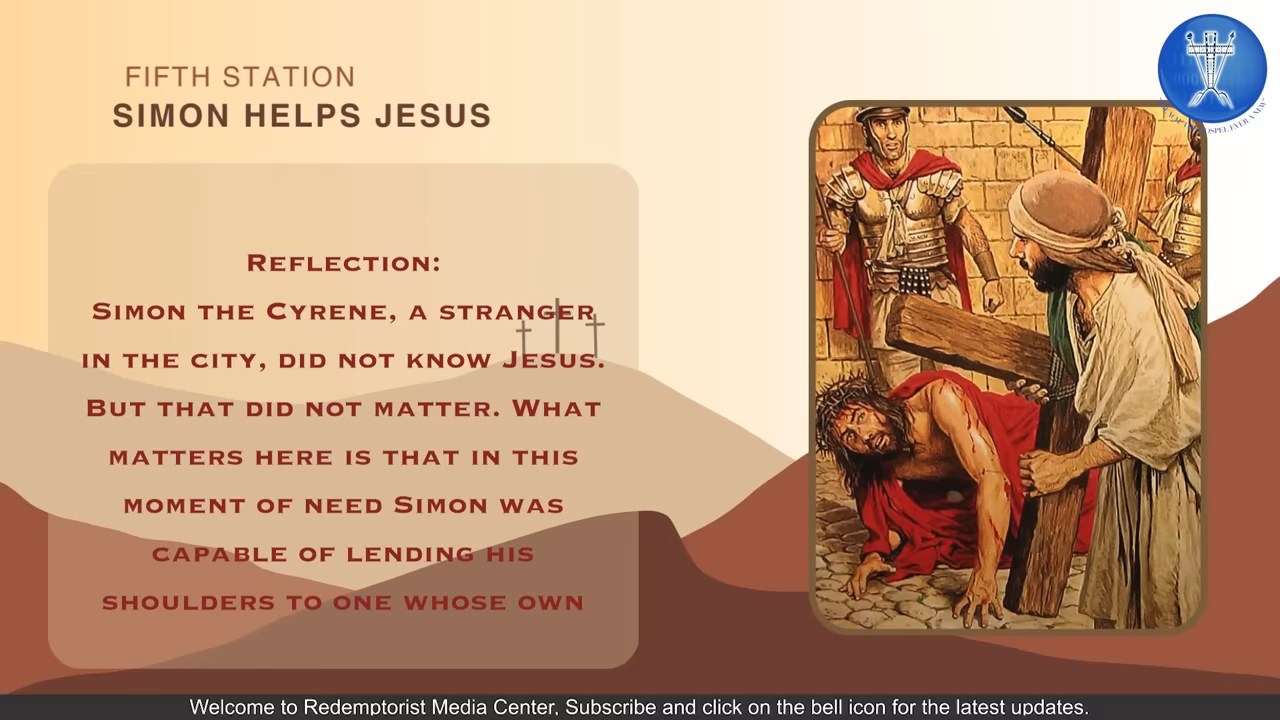 FIFTH STATION
SIMON HELPS JESUS
REFLECTION:
SIMON THE CYRENE, A STRANGER
IN THE CITY, DID NOT KNOW JESUS.
BUT THAT DID NOT MATTER. WHAT
MATTERS HERE IS THAT IN THIS
MOMENT OF NEED SIMON WAS
CAPABLE OF LENDING HIS
SHOULDERS TO ONE WHOSE OWN
Welcome to Redemptorist Media Center, Subscribe and click on the bell icon for the latest updates.